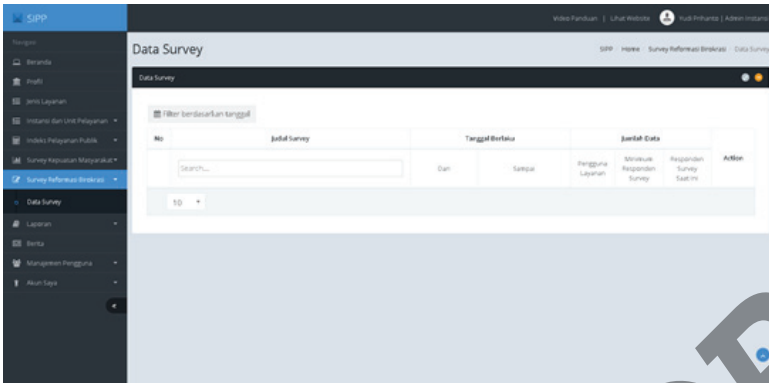 SIPP
Video Panduan | Lihat Website
Yudi Prihanto | Admin Instansi
Navigasi
Beranda
Profil
Jenis Layanan
Instansi dan Unit Pelayanan
Indeks Pelayanan Publik
Survey Kepuasan Masyarakat
Survey Reformasi Birokrasi
Data Survey
Laporan
Berita
Manajemen Pengguna
Akun Saya
Data Survey
SIPP / Home / Survey Reformasi Birokrasi / Data Survey
Data Survey
Filter berdasarkan tanggal
No Judul Survey Tanggal Berlaku Jumlah Data Action
Search... Dari Sampai Pengguna Layanan Minimum Responden Survey Responden Survey Saat Ini
10